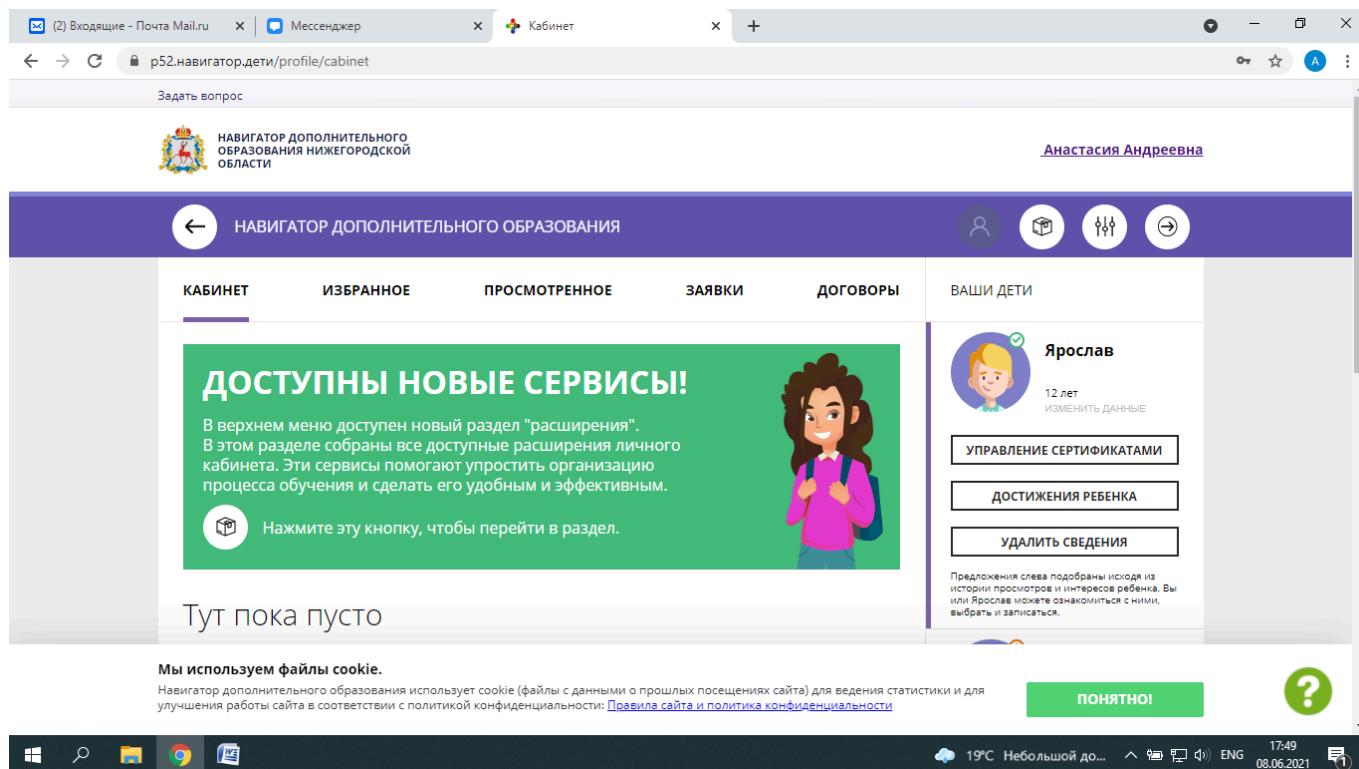 (2) Входящие - Почта Mail.ru
Мессенджер
Кабинет
p52.навигатор.дети/profile/cabinet
A
Задать вопрос
НАВИГАТОР ДОПОЛНИТЕЛЬНОГО
ОБРАЗОВАНИЯ НИЖЕГОРОДСКОЙ
ОБЛАСТИ
Анастасия Андреевна
НАВИГАТОР ДОПОЛНИТЕЛЬНОГО ОБРАЗОВАНИЯ
КАБИНЕТ ИЗБРАННОЕ ПРОСМОТРЕННОЕ ЗАЯВКИ ДОГОВОРЫ
ДОСТУПНЫ НОВЫЕ СЕРВИСЫ!
В верхнем меню доступен новый раздел "расширения".
В этом разделе собраны все доступные расширения личного
кабинета. Эти сервисы помогают упростить организацию
процесса обучения и сделать его удобным и эффективным.
Нажмите эту кнопку, чтобы перейти в раздел.
Тут пока пусто
ВАШИ ДЕТИ
Ярослав
12 лет
ИЗМЕНИТЬ ДАННЫЕ
УПРАВЛЕНИЕ СЕРТИФИКАТАМИ
ДОСТИЖЕНИЯ РЕБЕНКА
УДАЛИТЬ СВЕДЕНИЯ
Предложения слева подобраны исходя из
истории просмотров и интересов ребенка. Вы
или Ярослав можете ознакомиться с ними,
выбрать и записаться.
Мы используем файлы cookie.
Навигатор дополнительного образования использует cookie (файлы с данными о прошлых посещениях сайта) для ведения статистики и для
улучшения работы сайта в соответствии с политикой конфиденциальности: Правила сайта и политика конфиденциальности
ПОНЯТНО!
?
19°C Небольшой до...
ENG
17:49
08.06.2021
1